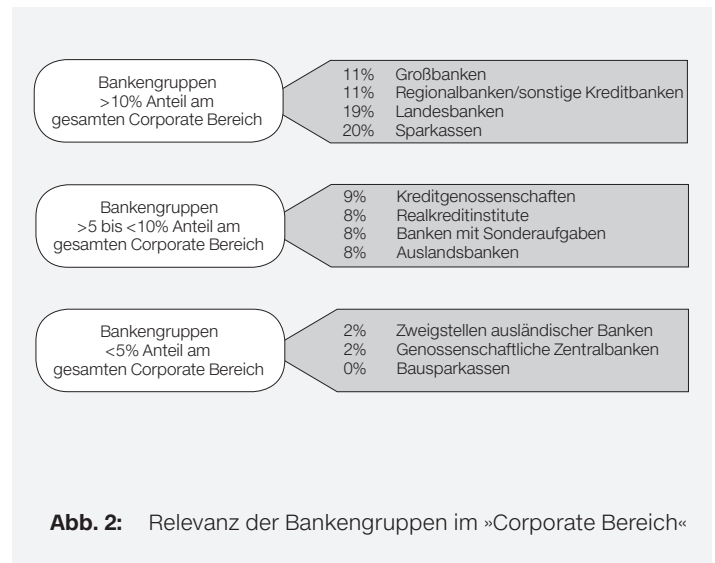 Bankengruppen
>10% Anteil am
gesamten Corporate Bereich
11% Großbanken
11% Regionalbanken/sonstige Kreditbanken
19% Landesbanken
20% Sparkassen
Bankengruppen
>5 bis <10% Anteil am
gesamten Corporate Bereich
9% Kreditgenossenschaften
8% Realkreditinstitute
8% Banken mit Sonderaufgaben
8% Auslandsbanken
Bankengruppen
<5% Anteil am
gesamten Corporate Bereich
2% Zweigstellen ausländischer Banken
2% Genossenschaftliche Zentralbanken
0% Bausparkassen
Abb. 2: Relevanz der Bankengruppen im »Corporate Bereich«